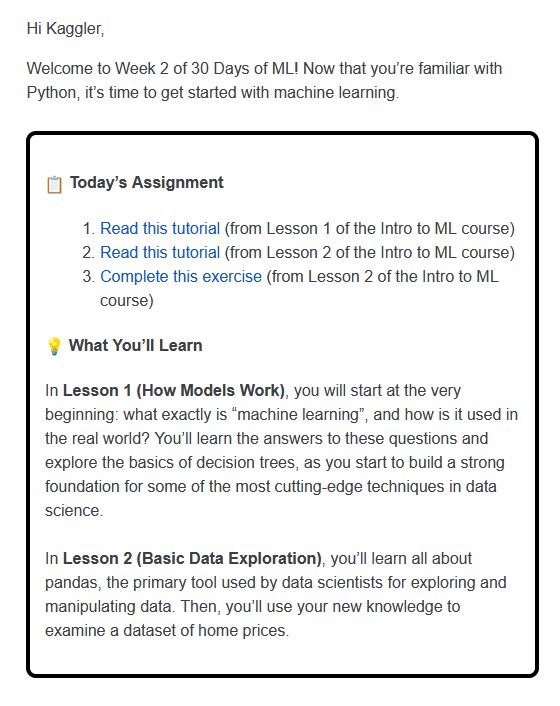 Hi Kaggler,
Welcome to Week 2 of 30 Days of ML! Now that you’re familiar with
Python, it’s time to get started with machine learning.
📋 Today’s Assignment
1. Read this tutorial (from Lesson 1 of the Intro to ML course)
2. Read this tutorial (from Lesson 2 of the Intro to ML course)
3. Complete this exercise (from Lesson 2 of the Intro to ML
course)
💡 What You’ll Learn
In Lesson 1 (How Models Work), you will start at the very
beginning: what exactly is “machine learning”, and how is it used in
the real world? You’ll learn the answers to these questions and
explore the basics of decision trees, as you start to build a strong
foundation for some of the most cutting-edge techniques in data
science.
In Lesson 2 (Basic Data Exploration), you’ll learn all about
pandas, the primary tool used by data scientists for exploring and
manipulating data. Then, you’ll use your new knowledge to
examine a dataset of home prices.